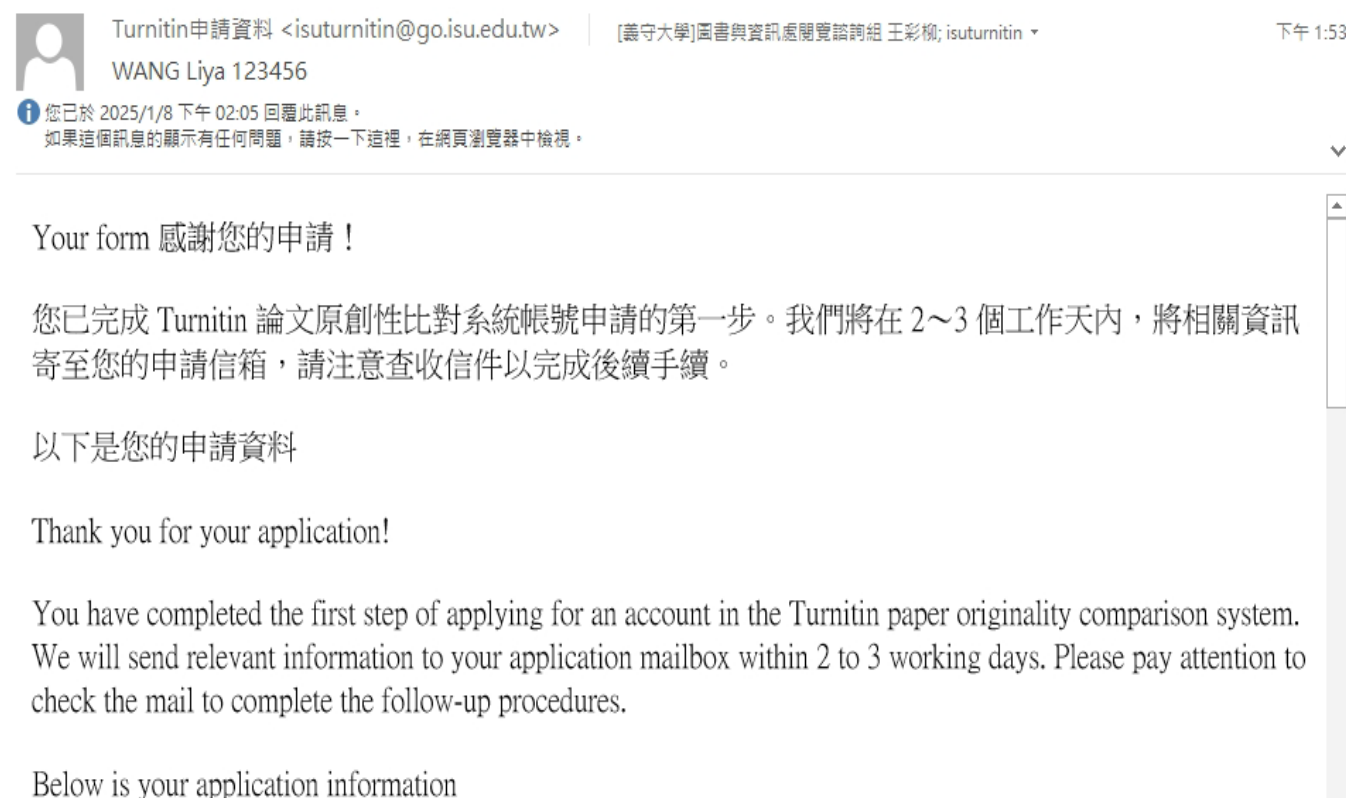 Turnitin申請資料 <isuturnitin@go.isu.edu.tw>
[義守大學]圖書與資訊處閱覽諮詢組 王彩柳; isuturnitin
下午 1:53
WANG Liya 123456
您已於 2025/1/8 下午 02:05 回覆此訊息。
如果這個訊息的顯示有任何問題，請按一下這裡，在網頁瀏覽器中檢視。
Your form 感謝您的申請！
您已完成 Turnitin 論文原創性比對系統帳號申請的第一步。我們將在 2～3 個工作天內，將相關資訊
寄至您的申請信箱，請注意查收信件以完成後續手續。
以下是您的申請資料
Thank you for your application!
You have completed the first step of applying for an account in the Turnitin paper originality comparison system.
We will send relevant information to your application mailbox within 2 to 3 working days. Please pay attention to
check the mail to complete the follow-up procedures.
Below is your application information